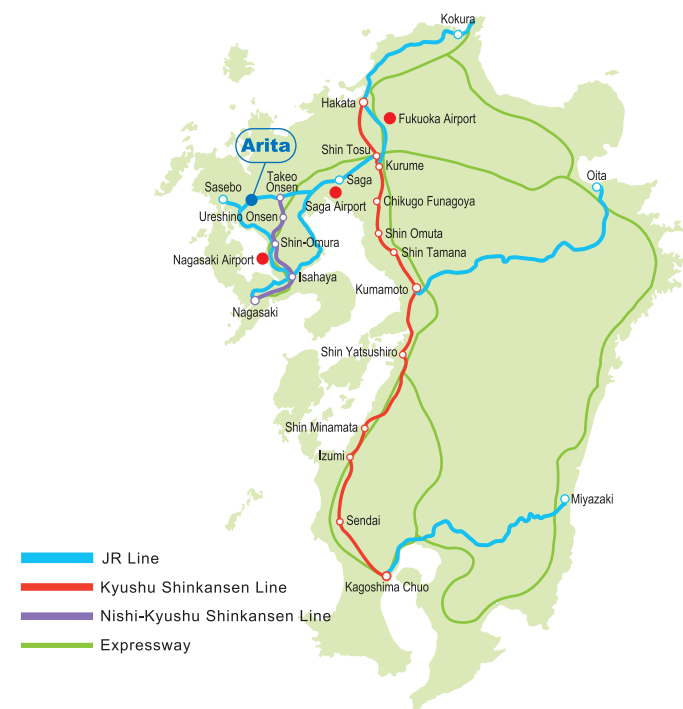 Kokura
Hakata
Fukuoka Airport
Arita
Shin Tosu
Kurume
Takeo
Onsen
Saga
Oita
Sasebo
Saga Airport
Chikugo Funagoya
Ureshino Onsen
Shin Omuta
Shin-Omura
Shin Tamana
Nagasaki Airport
Isahaya
Kumamoto
Nagasaki
Shin Yatsushiro
Shin Minamata
Izumi
Miyazaki
Sendai
Kagoshima Chuo
JR Line
Kyushu Shinkansen Line
Nishi-Kyushu Shinkansen Line
Expressway